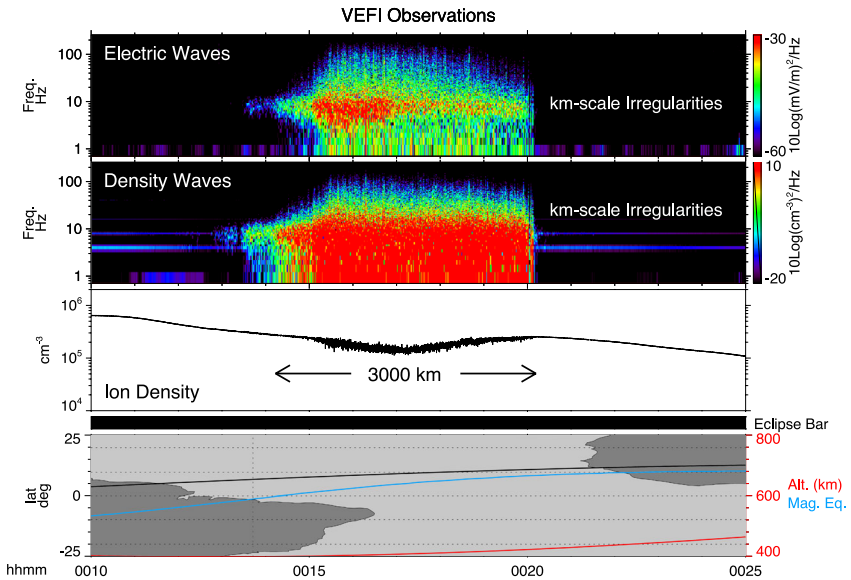 VEFI Observations
Electric Waves
km-scale Irregularities
Freq.
Hz
100
10
1
-30
-60
10Log(mV/m)²/Hz
Density Waves
km-scale Irregularities
Freq.
Hz
100
10
1
10
-20
10Log(cm⁻³)²/Hz
10⁶
10⁵
10⁴
cm⁻³
3000 km
Ion Density
Eclipse Bar
25
0
-25
lat
deg
800
600
400
Alt. (km)
Mag. Eq.
hhmm
0010
0015
0020
0025